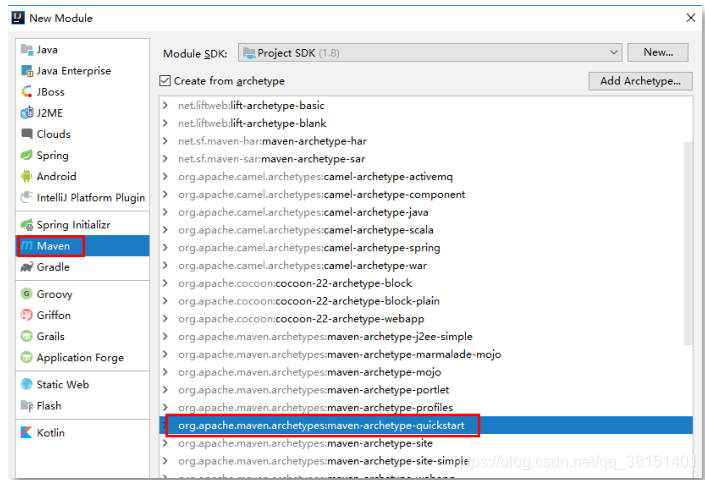 New Module
Java
Java Enterprise
JBoss
J2ME
Clouds
Spring
Android
IntelliJ Platform Plugin
Spring Initializr
Maven
Gradle
Groovy
Griffon
Grails
Application Forge
Static Web
Flash
Kotlin
Module SDK: Project SDK (1.8) New...
Create from archetype Add Archetype...
net.liftweb:lift-archetype-basic
net.liftweb:lift-archetype-blank
net.sf.maven-har:maven-archetype-har
net.sf.maven-sar:maven-archetype-sar
org.apache.camel.archetypes:camel-archetype-activemq
org.apache.camel.archetypes:camel-archetype-component
org.apache.camel.archetypes:camel-archetype-java
org.apache.camel.archetypes:camel-archetype-scala
org.apache.camel.archetypes:camel-archetype-spring
org.apache.camel.archetypes:camel-archetype-war
org.apache.cocoon:cocoon-22-archetype-block
org.apache.cocoon:cocoon-22-archetype-block-plain
org.apache.cocoon:cocoon-22-archetype-webapp
org.apache.maven.archetypes:maven-archetype-j2ee-simple
org.apache.maven.archetypes:maven-archetype-marmalade-mojo
org.apache.maven.archetypes:maven-archetype-mojo
org.apache.maven.archetypes:maven-archetype-portlet
org.apache.maven.archetypes:maven-archetype-profiles
org.apache.maven.archetypes:maven-archetype-quickstart
org.apache.maven.archetypes:maven-archetype-site
org.apache.maven.archetypes:maven-archetype-site-simple
org.apache.maven.archetypes:maven-archetype-webapp
https://blog.csdn.net/qq_38151401